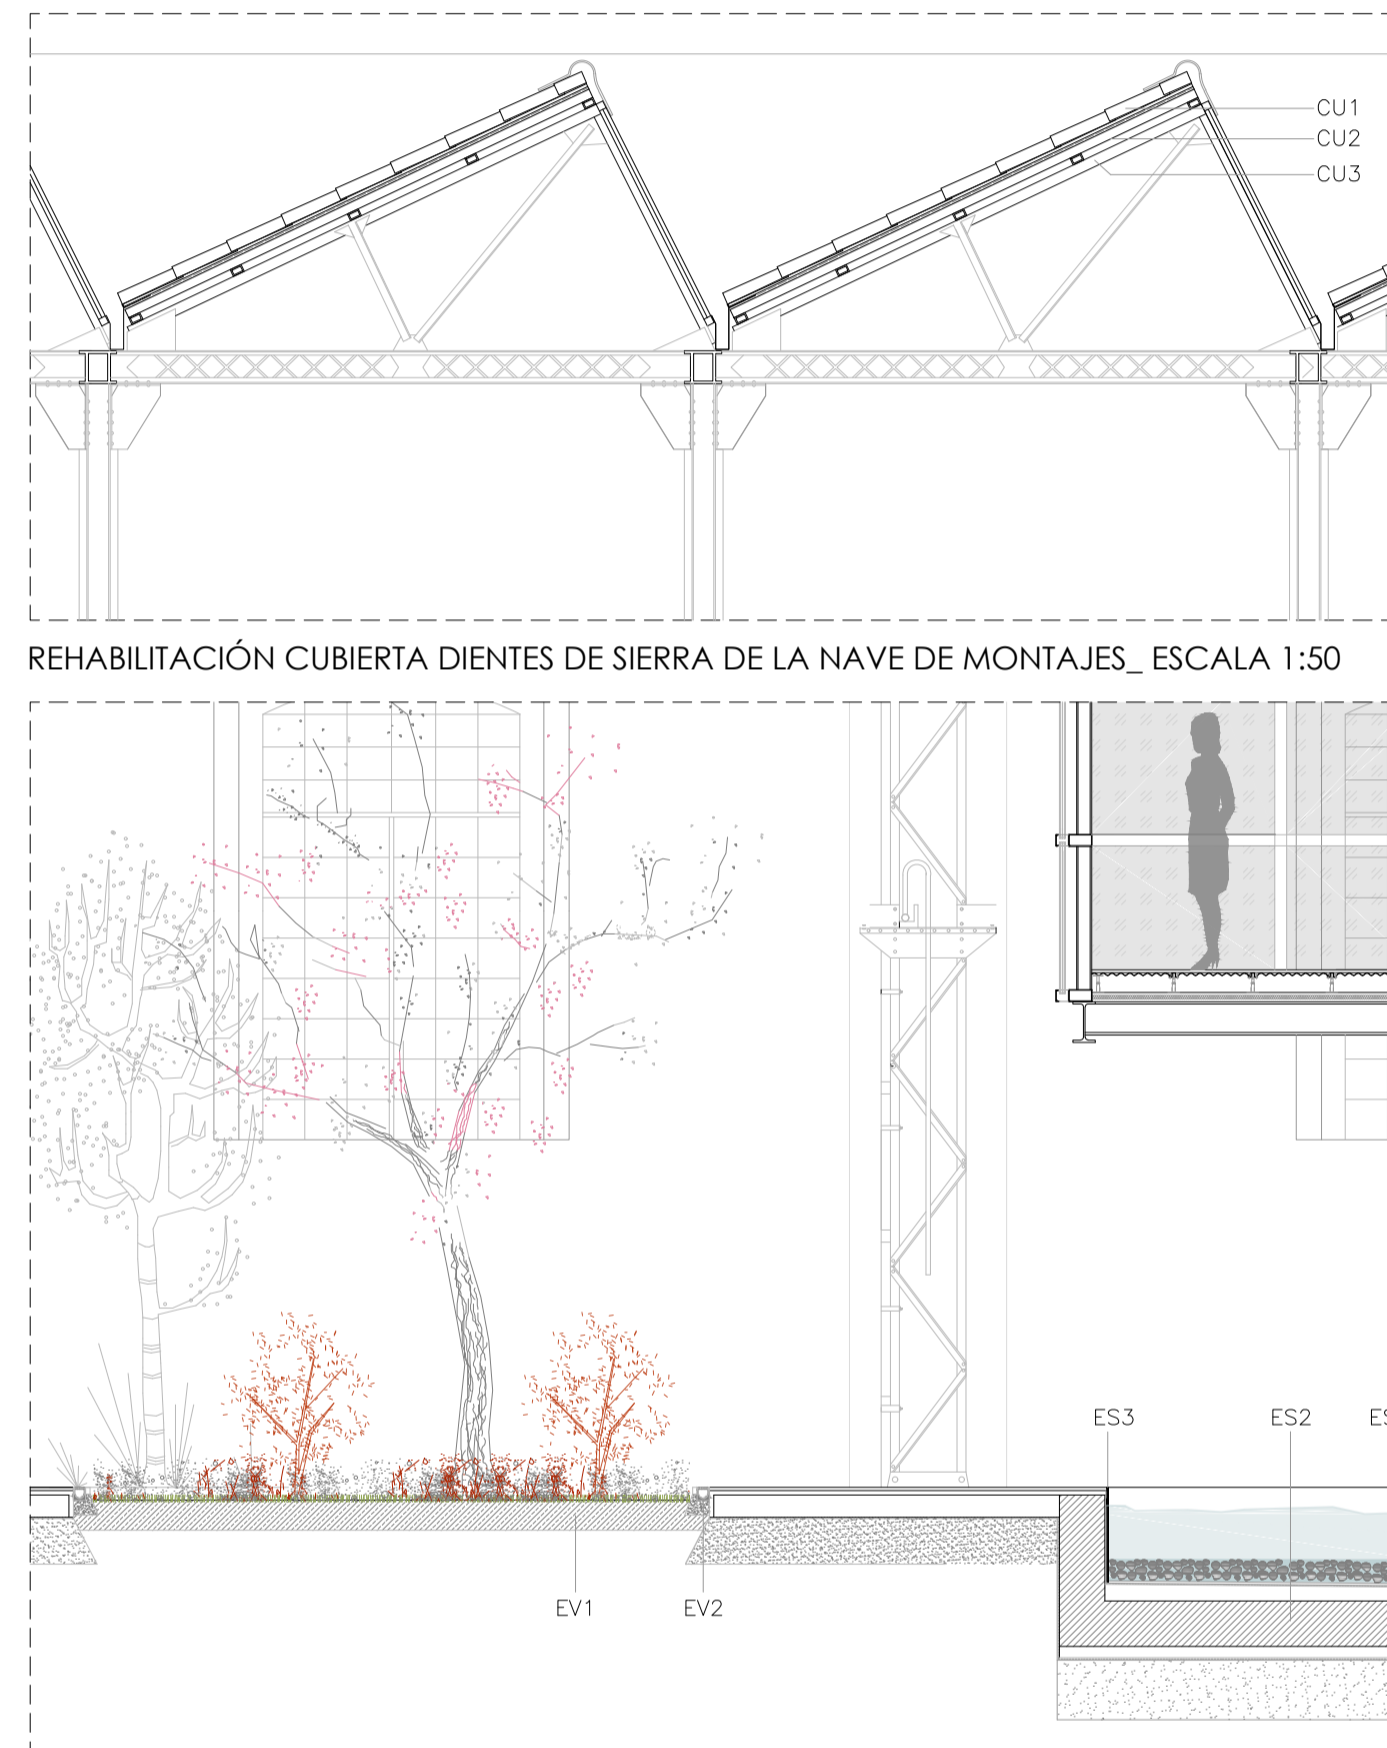 CU1
CU2
CU3
REHABILITACIÓN CUBIERTA DIENTES DE SIERRA DE LA NAVE DE MONTAJES_ ESCALA 1:50
ES3 ES2
EV1 EV2